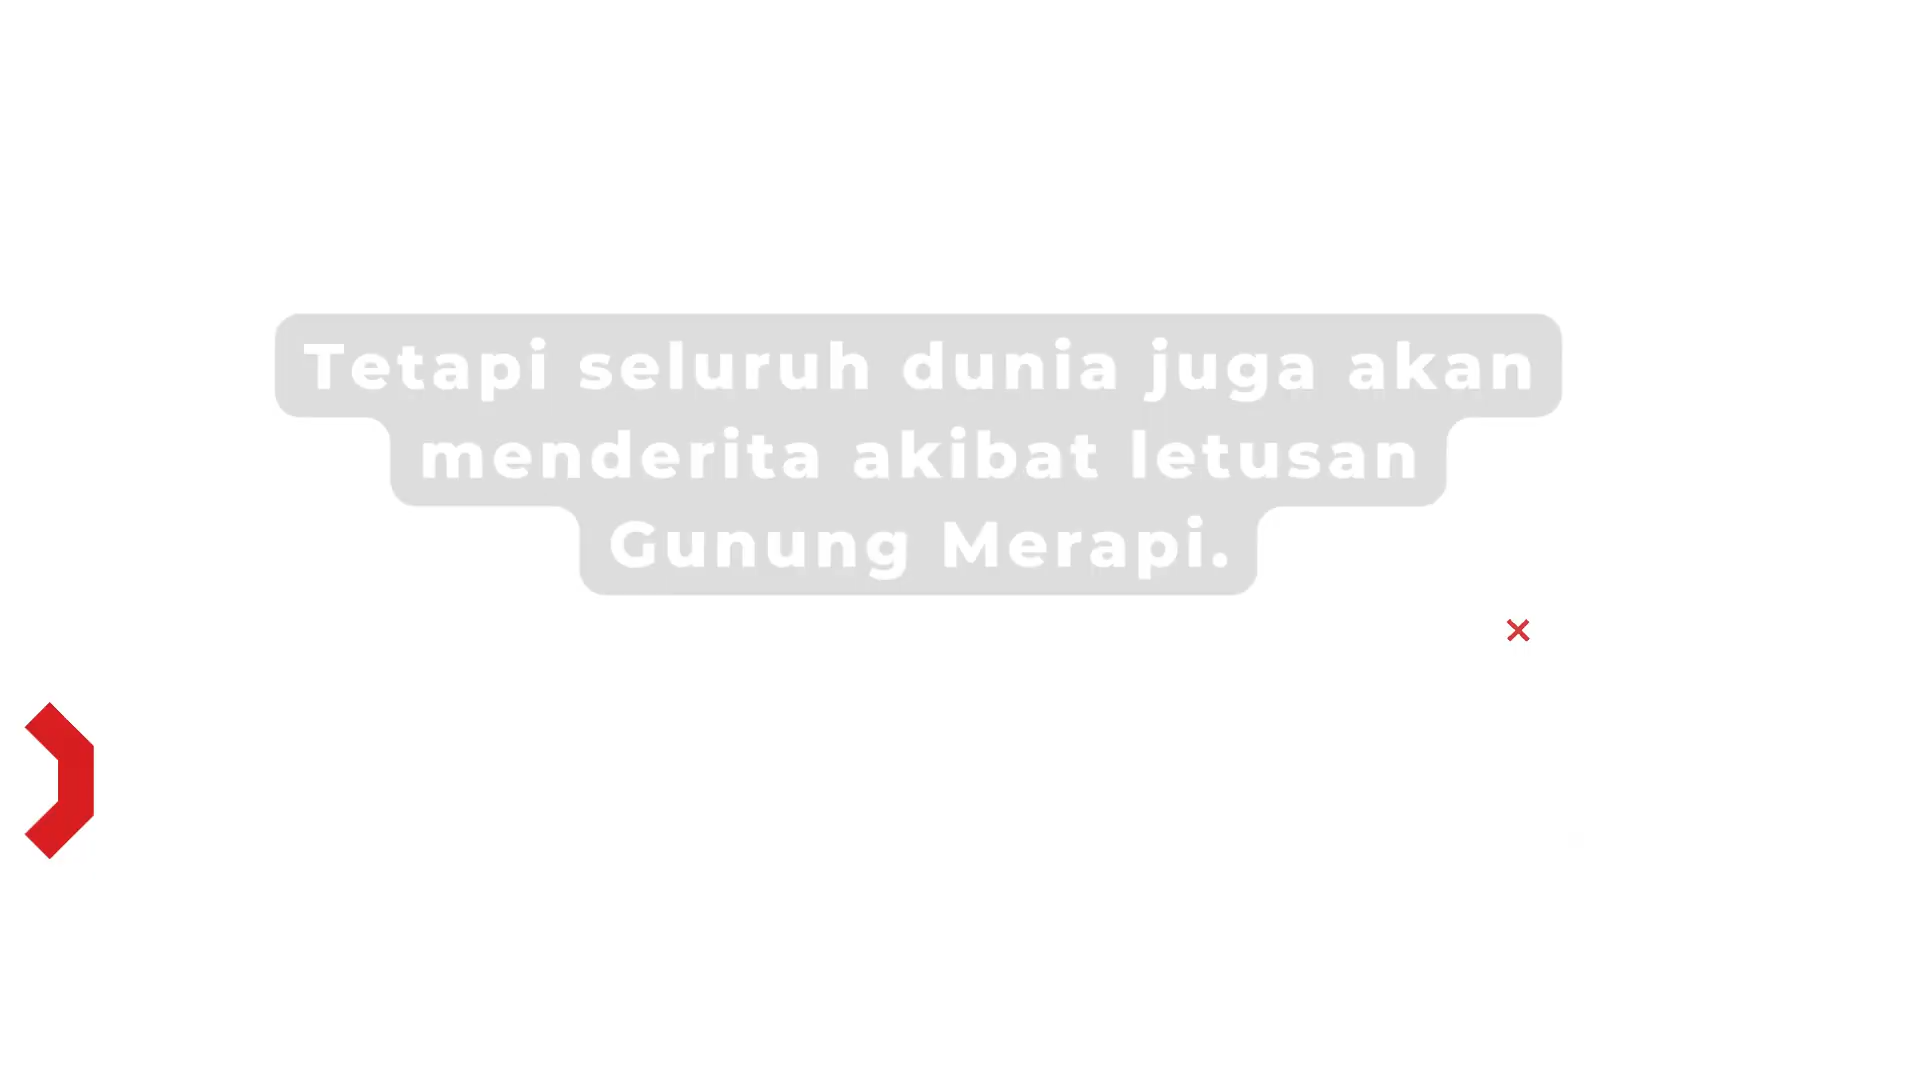 Tetapi seluruh dunia juga akan
menderita akibat letusan
Gunung Merapi.